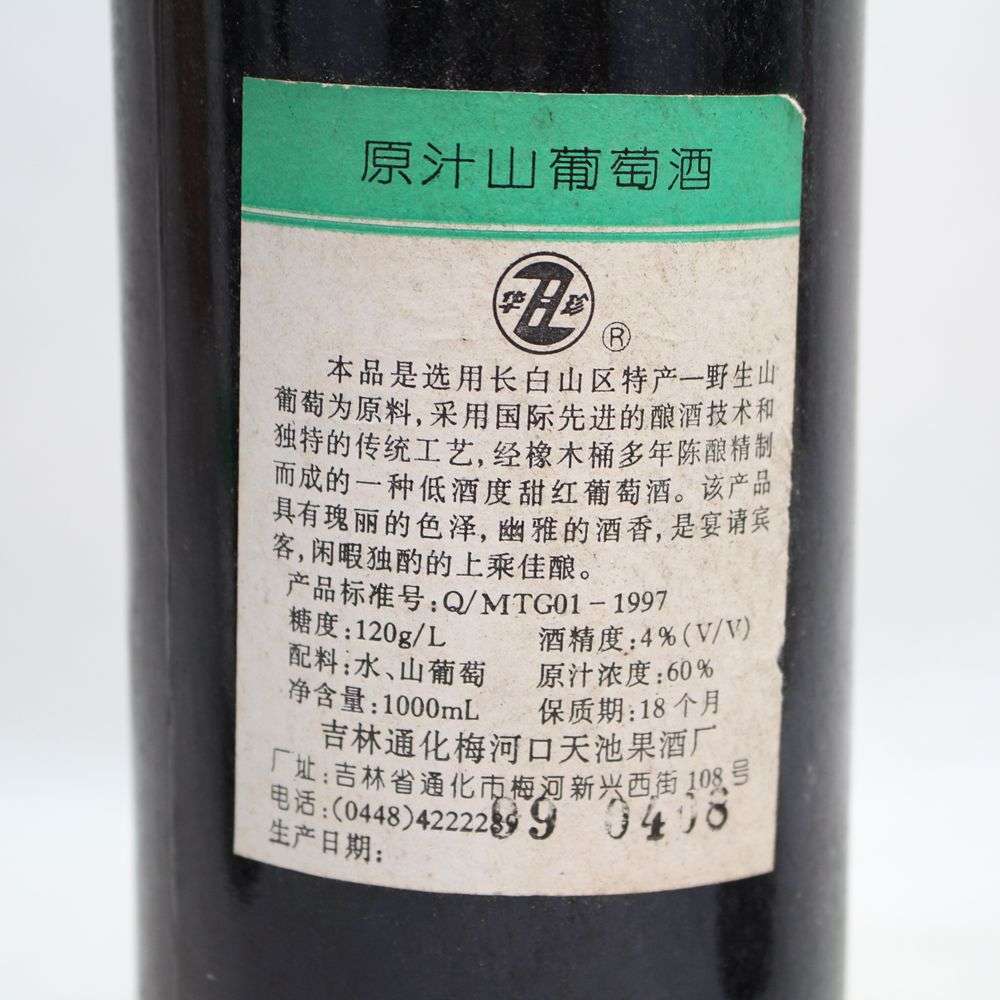 原汁山葡萄酒
®
本品是选用长白山区特产一野生山
葡萄为原料,采用国际先进的酿酒技术和
独特的传统工艺,经橡木桶多年陈酿精制
而成的一种低酒度甜红葡萄酒。该产品
具有瑰丽的色泽,幽雅的酒香,是宴请宾
客,闲暇独酌的上乘佳酿。
产品标准号:Q/MTG01-1997
糖度:120g/L 酒精度:4%(V/V)
配料:水、山葡萄 原汁浓度:60%
净含量:1000mL 保质期:18个月
吉林通化梅河口天池果酒厂
厂址:吉林省通化市梅河新兴西街108号
电话:(0448)4222289
99 0408
生产日期: